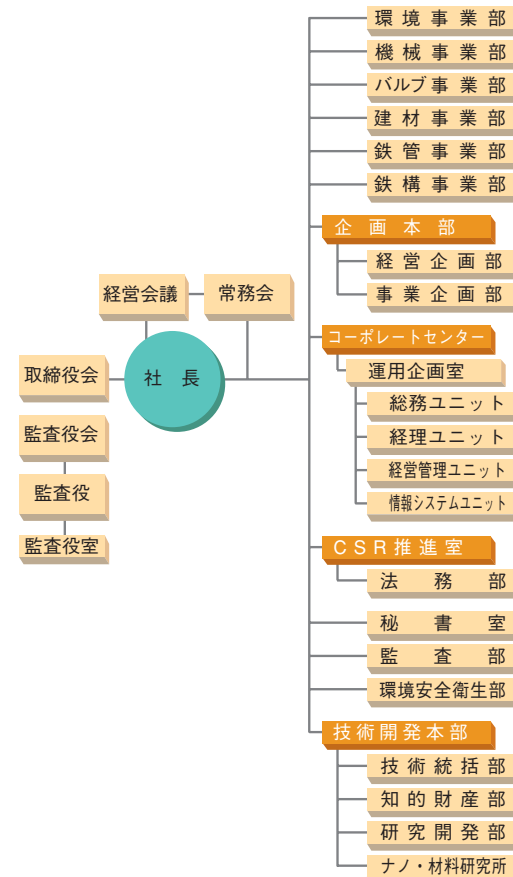 環境事業部
機械事業部
バルブ事業部
建材事業部
鉄管事業部
鉄構事業部
企画本部
経営企画部
事業企画部
経営会議
常務会
コーポレートセンター
取締役会
社長
運用企画室
総務ユニット
監査役会
経理ユニット
経営管理ユニット
監査役
情報システムユニット
監査役室
CSR推進室
法務部
秘書室
監査部
環境安全衛生部
技術開発本部
技術統括部
知的財産部
研究開発部
ナノ・材料研究所